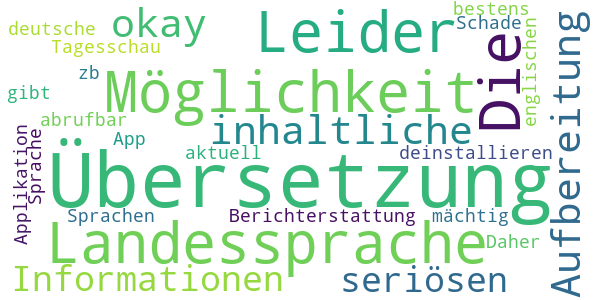 deutsche
okay
Leider
bestens
Schade
Tagesschau
zb
Möglichkeit
Die
englischen
Aufbereitung
gibt
abrufbar
App
inhaltliche
aktuell
deinstallieren
Applikation
Sprache
Übersetzung
Sprachen
Berichterstattung
mächtig
Landessprache
Daher
Informationen
seriösen